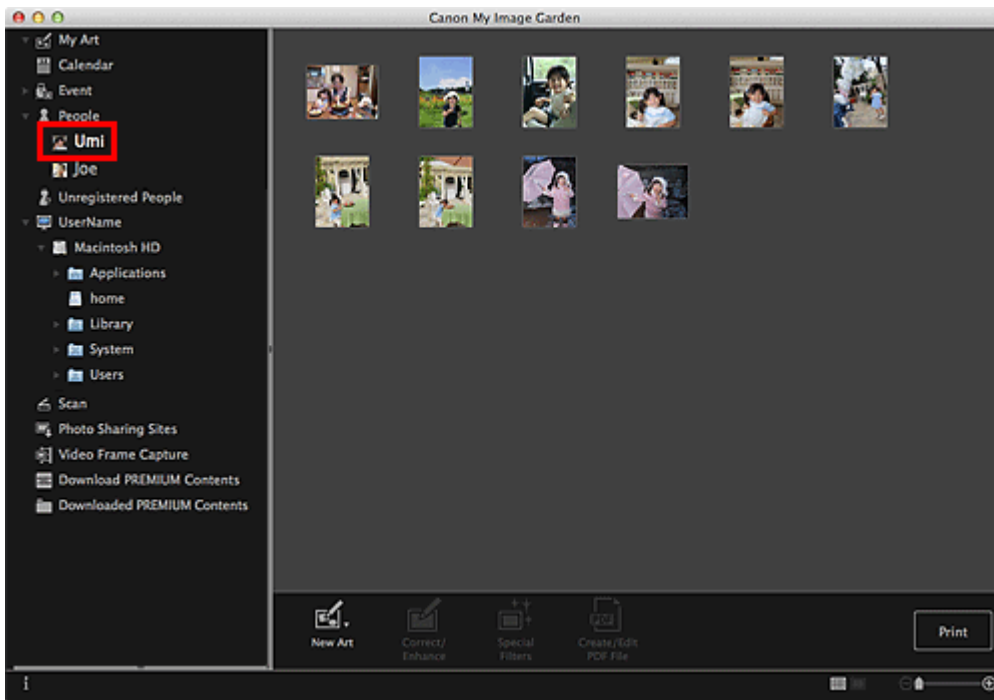 Canon My Image Garden
My Art
Calendar
Event
People
Umi
Joe
Unregistered People
UserName
Macintosh HD
Applications
home
Library
System
Users
Scan
Photo Sharing Sites
Video Frame Capture
Download PREMIUM Contents
Downloaded PREMIUM Contents
New Art
Correct/
Enhance
Special
Filters
PDF
Create/Edit
PDF File
Print